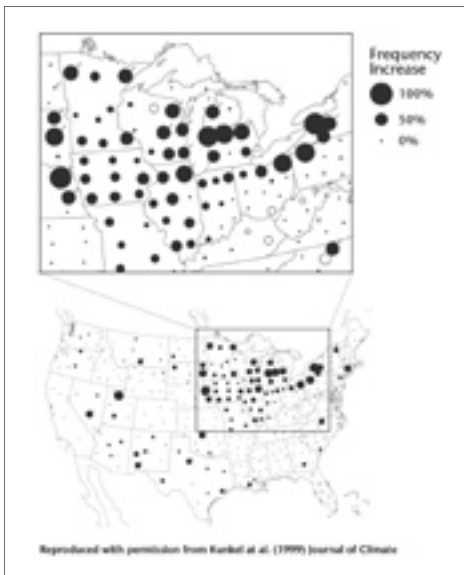 Frequency
Increase
100%
50%
0%
Reproduced with permission from Kunkel et al. (1999) Journal of Climate